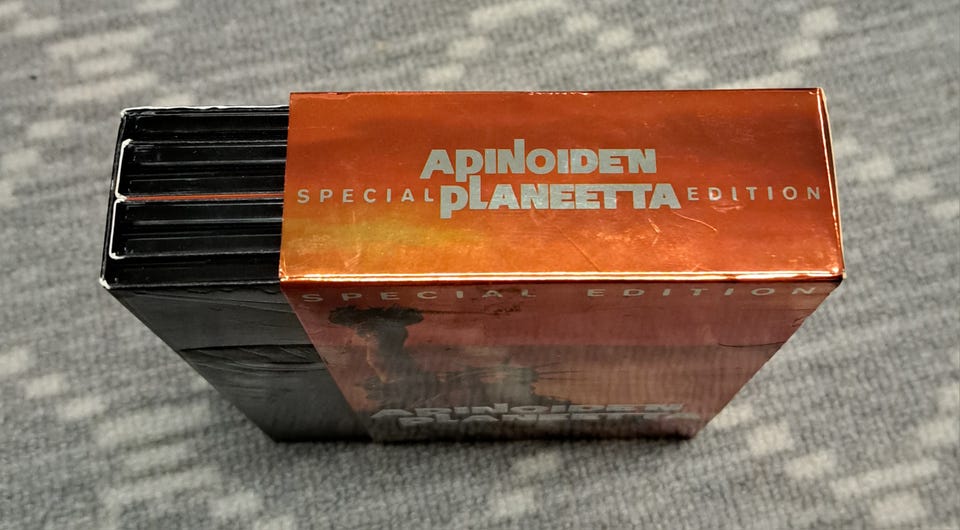 APINOIDEN
SPECIAL PLANEETTA EDITION
SPECIAL EDITION
APINOIDEN
PLANEETTA